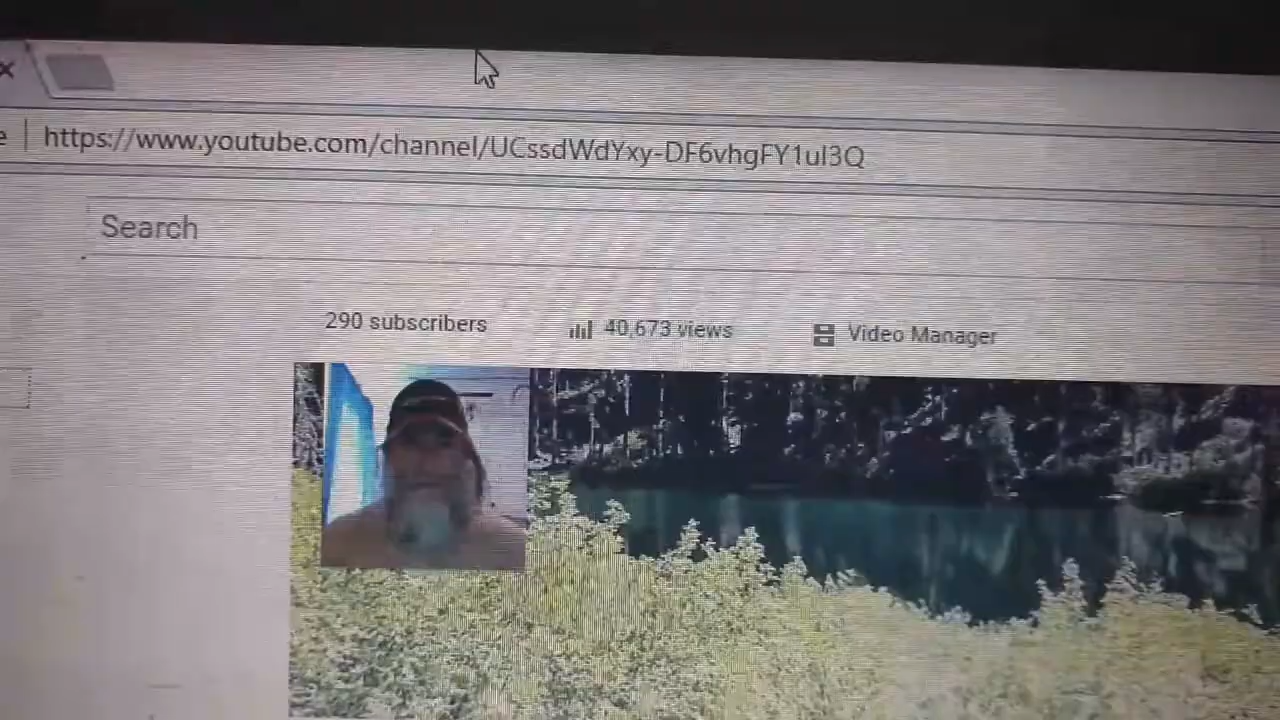 e | https://www.youtube.com/channel/UCssdWdYxy-DF6vhgFY1ul3Q
Search
290 subscribers 40,673 views Video Manager